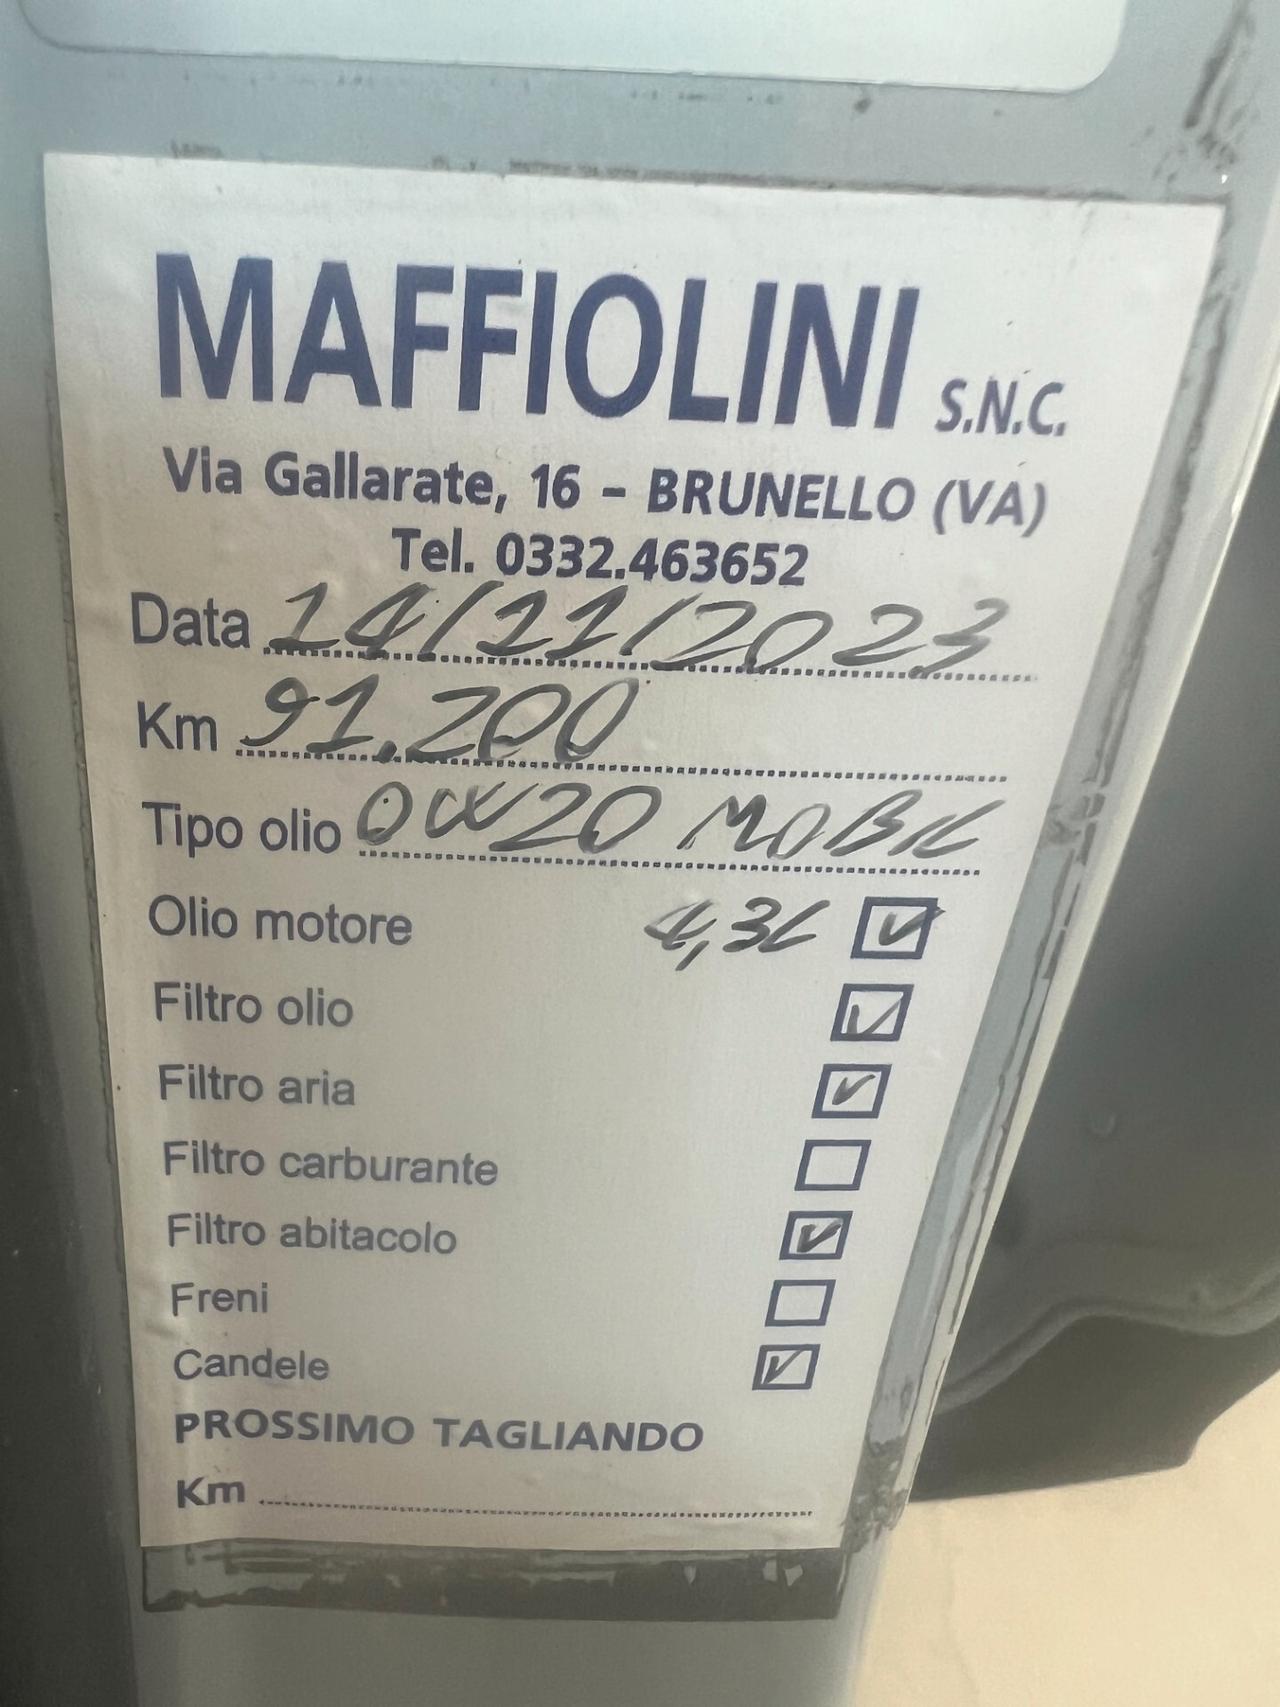 MAFFIOLINI S.N.C.
Via Gallarate, 16 – BRUNELLO (VA)
Tel. 0332.463652
Data 14/11/2023
Km 91.200
Tipo olio 0W20 MOBIL
Olio motore 4,3L
Filtro olio
Filtro aria
Filtro carburante
Filtro abitacolo
Freni
Candele
PROSSIMO TAGLIANDO
Km